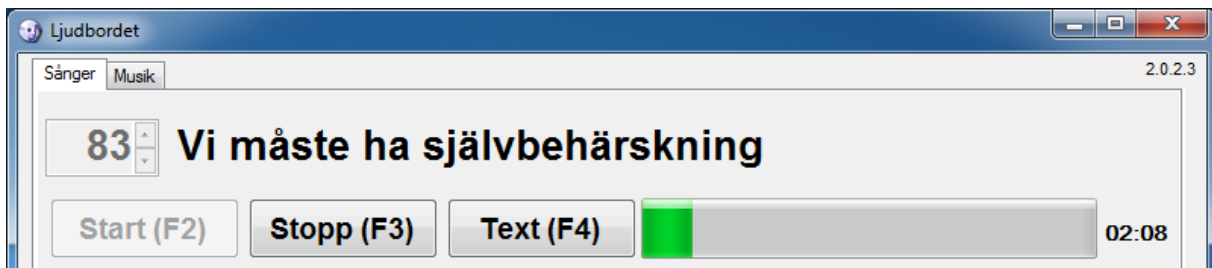 Ljudbordet
Sånger Musik 2.0.2.3
83 Vi måste ha självbehärskning
Start (F2) Stopp (F3) Text (F4) 02:08